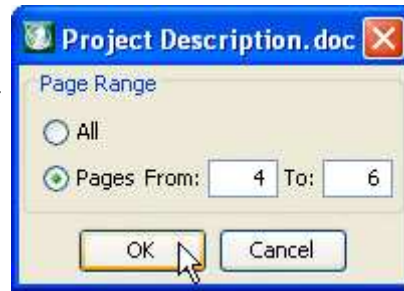 Project Description.doc
Page Range
All
Pages From: 4 To: 6
OK Cancel